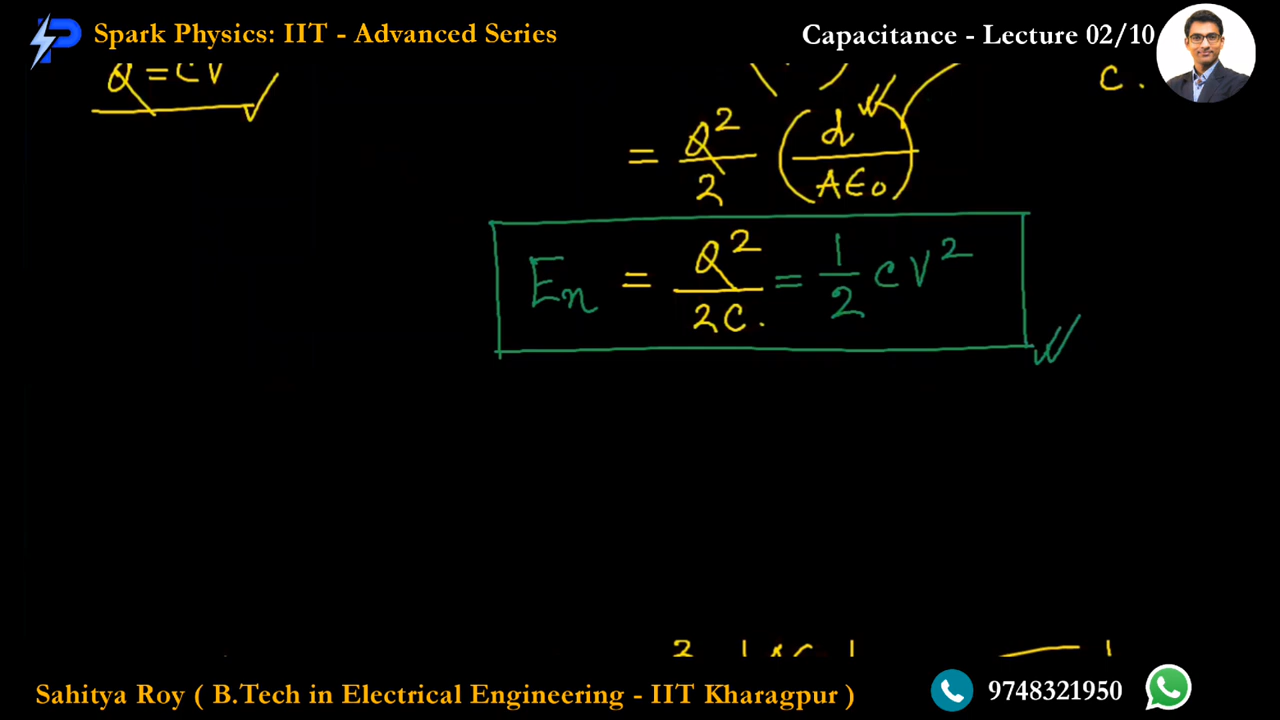 Spark Physics: IIT - Advanced Series
Capacitance - Lecture 02/10
Q = CV
C.
= Q²/2 (d/Aϵ₀)
En = Q²/2C. = 1/2 CV²
Sahitya Roy ( B.Tech in Electrical Engineering - IIT Kharagpur )
9748321950